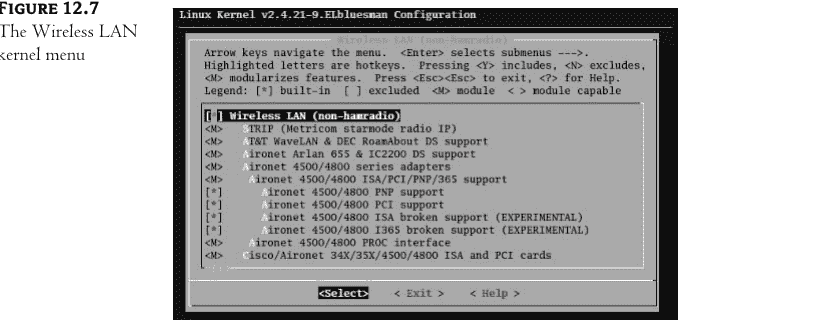 FIGURE 12.7
The Wireless LAN
kernel menu
Linux Kernel v2.4.21-9.ELbluesman Configuration
Wireless LAN (non-hamradio)
Arrow keys navigate the menu.  <Enter> selects submenus --->.
Highlighted letters are hotkeys.  Pressing <Y> includes, <N> excludes,
<M> modularizes features.  Press <Esc><Esc> to exit, <?> for Help.
Legend: [*] built-in  [ ] excluded  <M> module  < > module capable
[*] Wireless LAN (non-hamradio)
<M>   STRIP (Metricom starmode radio IP)
<M>   AT&T WaveLAN & DEC RoamAbout DS support
<M>   Aironet Arlan 655 & IC2200 DS support
<M>   Aironet 4500/4800 series adapters
<M>    Aironet 4500/4800 ISA/PCI/PNP/365 support
[*]     Aironet 4500/4800 PNP support
[*]     Aironet 4500/4800 PCI support
[*]     Aironet 4500/4800 ISA broken support (EXPERIMENTAL)
[*]     Aironet 4500/4800 I365 broken support (EXPERIMENTAL)
<M>    Aironet 4500/4800 PROC interface
<M>   Cisco/Aironet 34X/35X/4500/4800 ISA and PCI cards
<Select>    < Exit >    < Help >